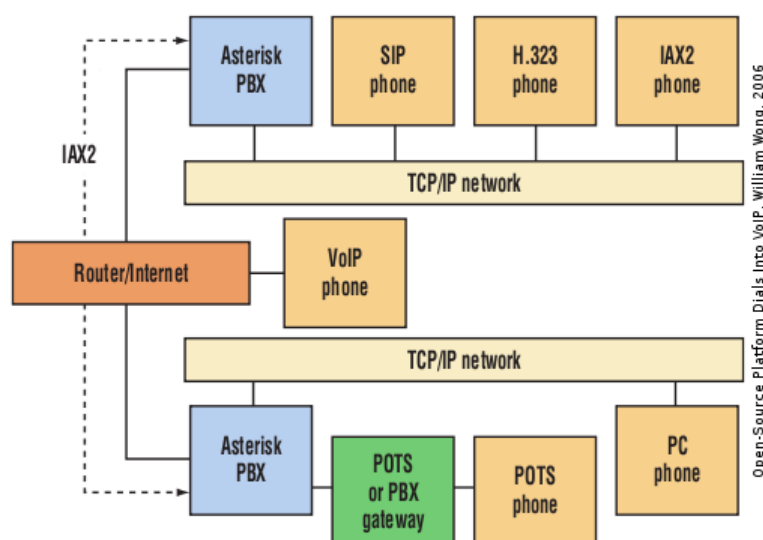 Asterisk
PBX
SIP
phone
H.323
phone
IAX2
phone
IAX2
TCP/IP network
Router/Internet
VoIP
phone
TCP/IP network
Asterisk
PBX
POTS
or PBX
gateway
POTS
phone
PC
phone
Open-Source Platform Dials Into VoIP, William Wong, 2006